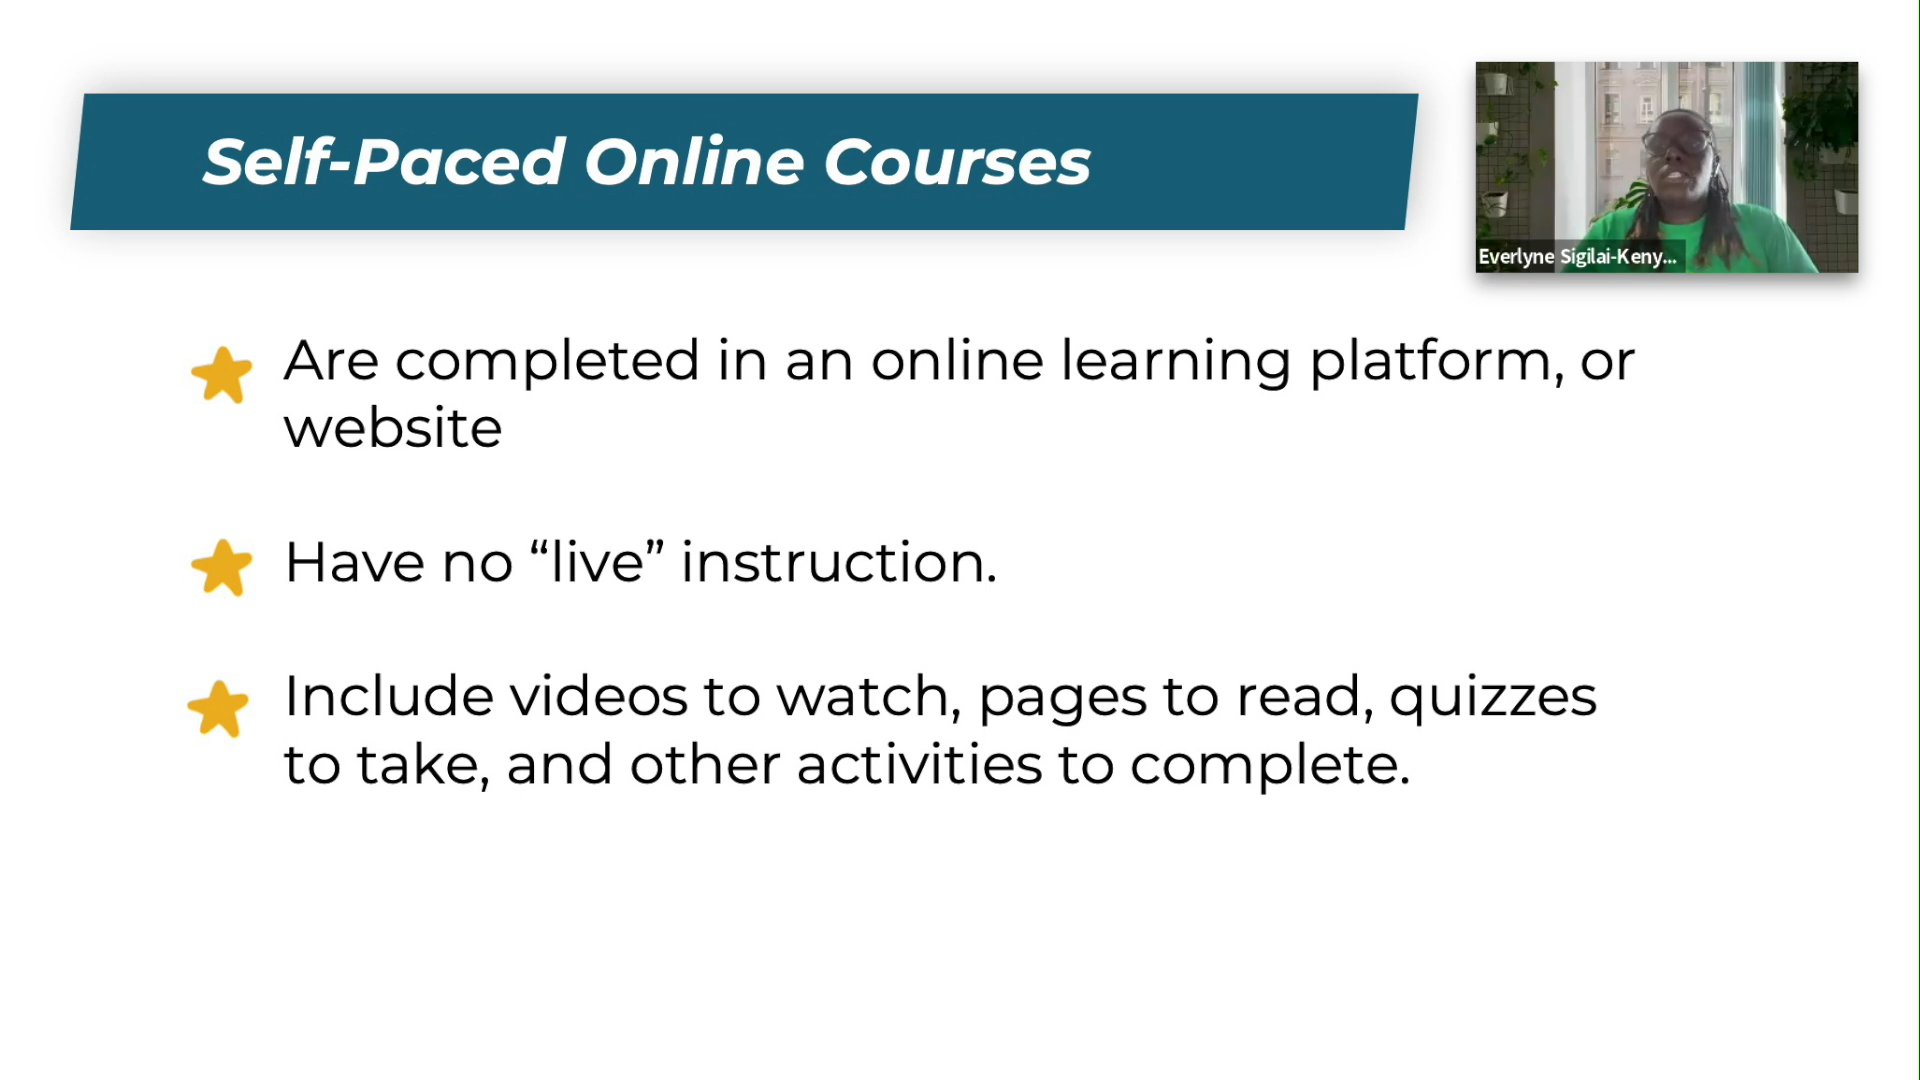 Self-Paced Online Courses
Everlyne Sigilai-Keny...
Are completed in an online learning platform, or
website
Have no “live” instruction.
Include videos to watch, pages to read, quizzes
to take, and other activities to complete.